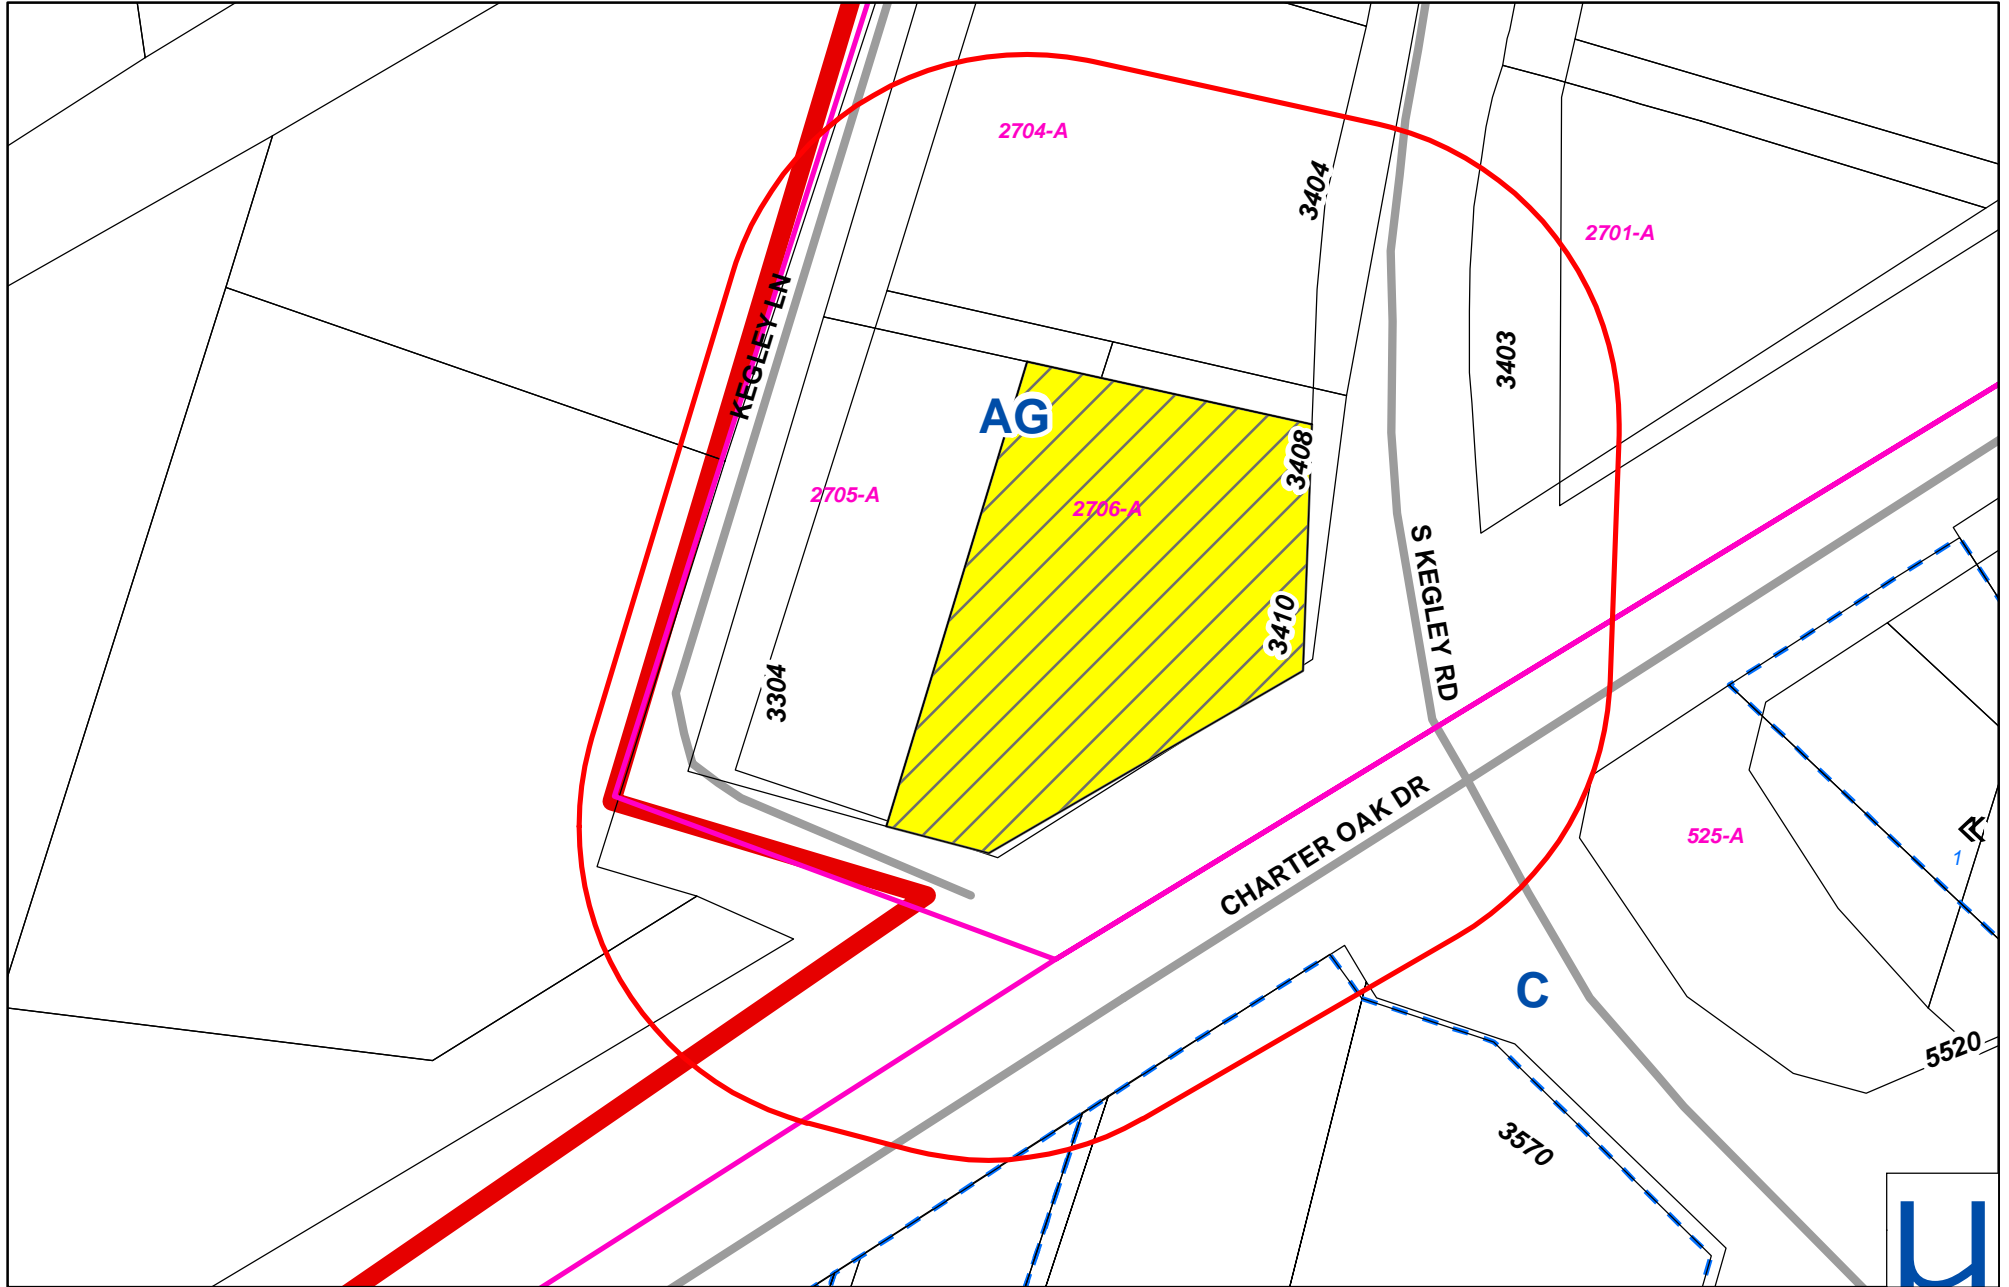 2704-A
3404
2701-A
KEGLEY LN
3403
AG
3408
2705-A
2706-A
S KEGLEY RD
3410
3304
CHARTER OAK DR
525-A
1
C
5520
3570